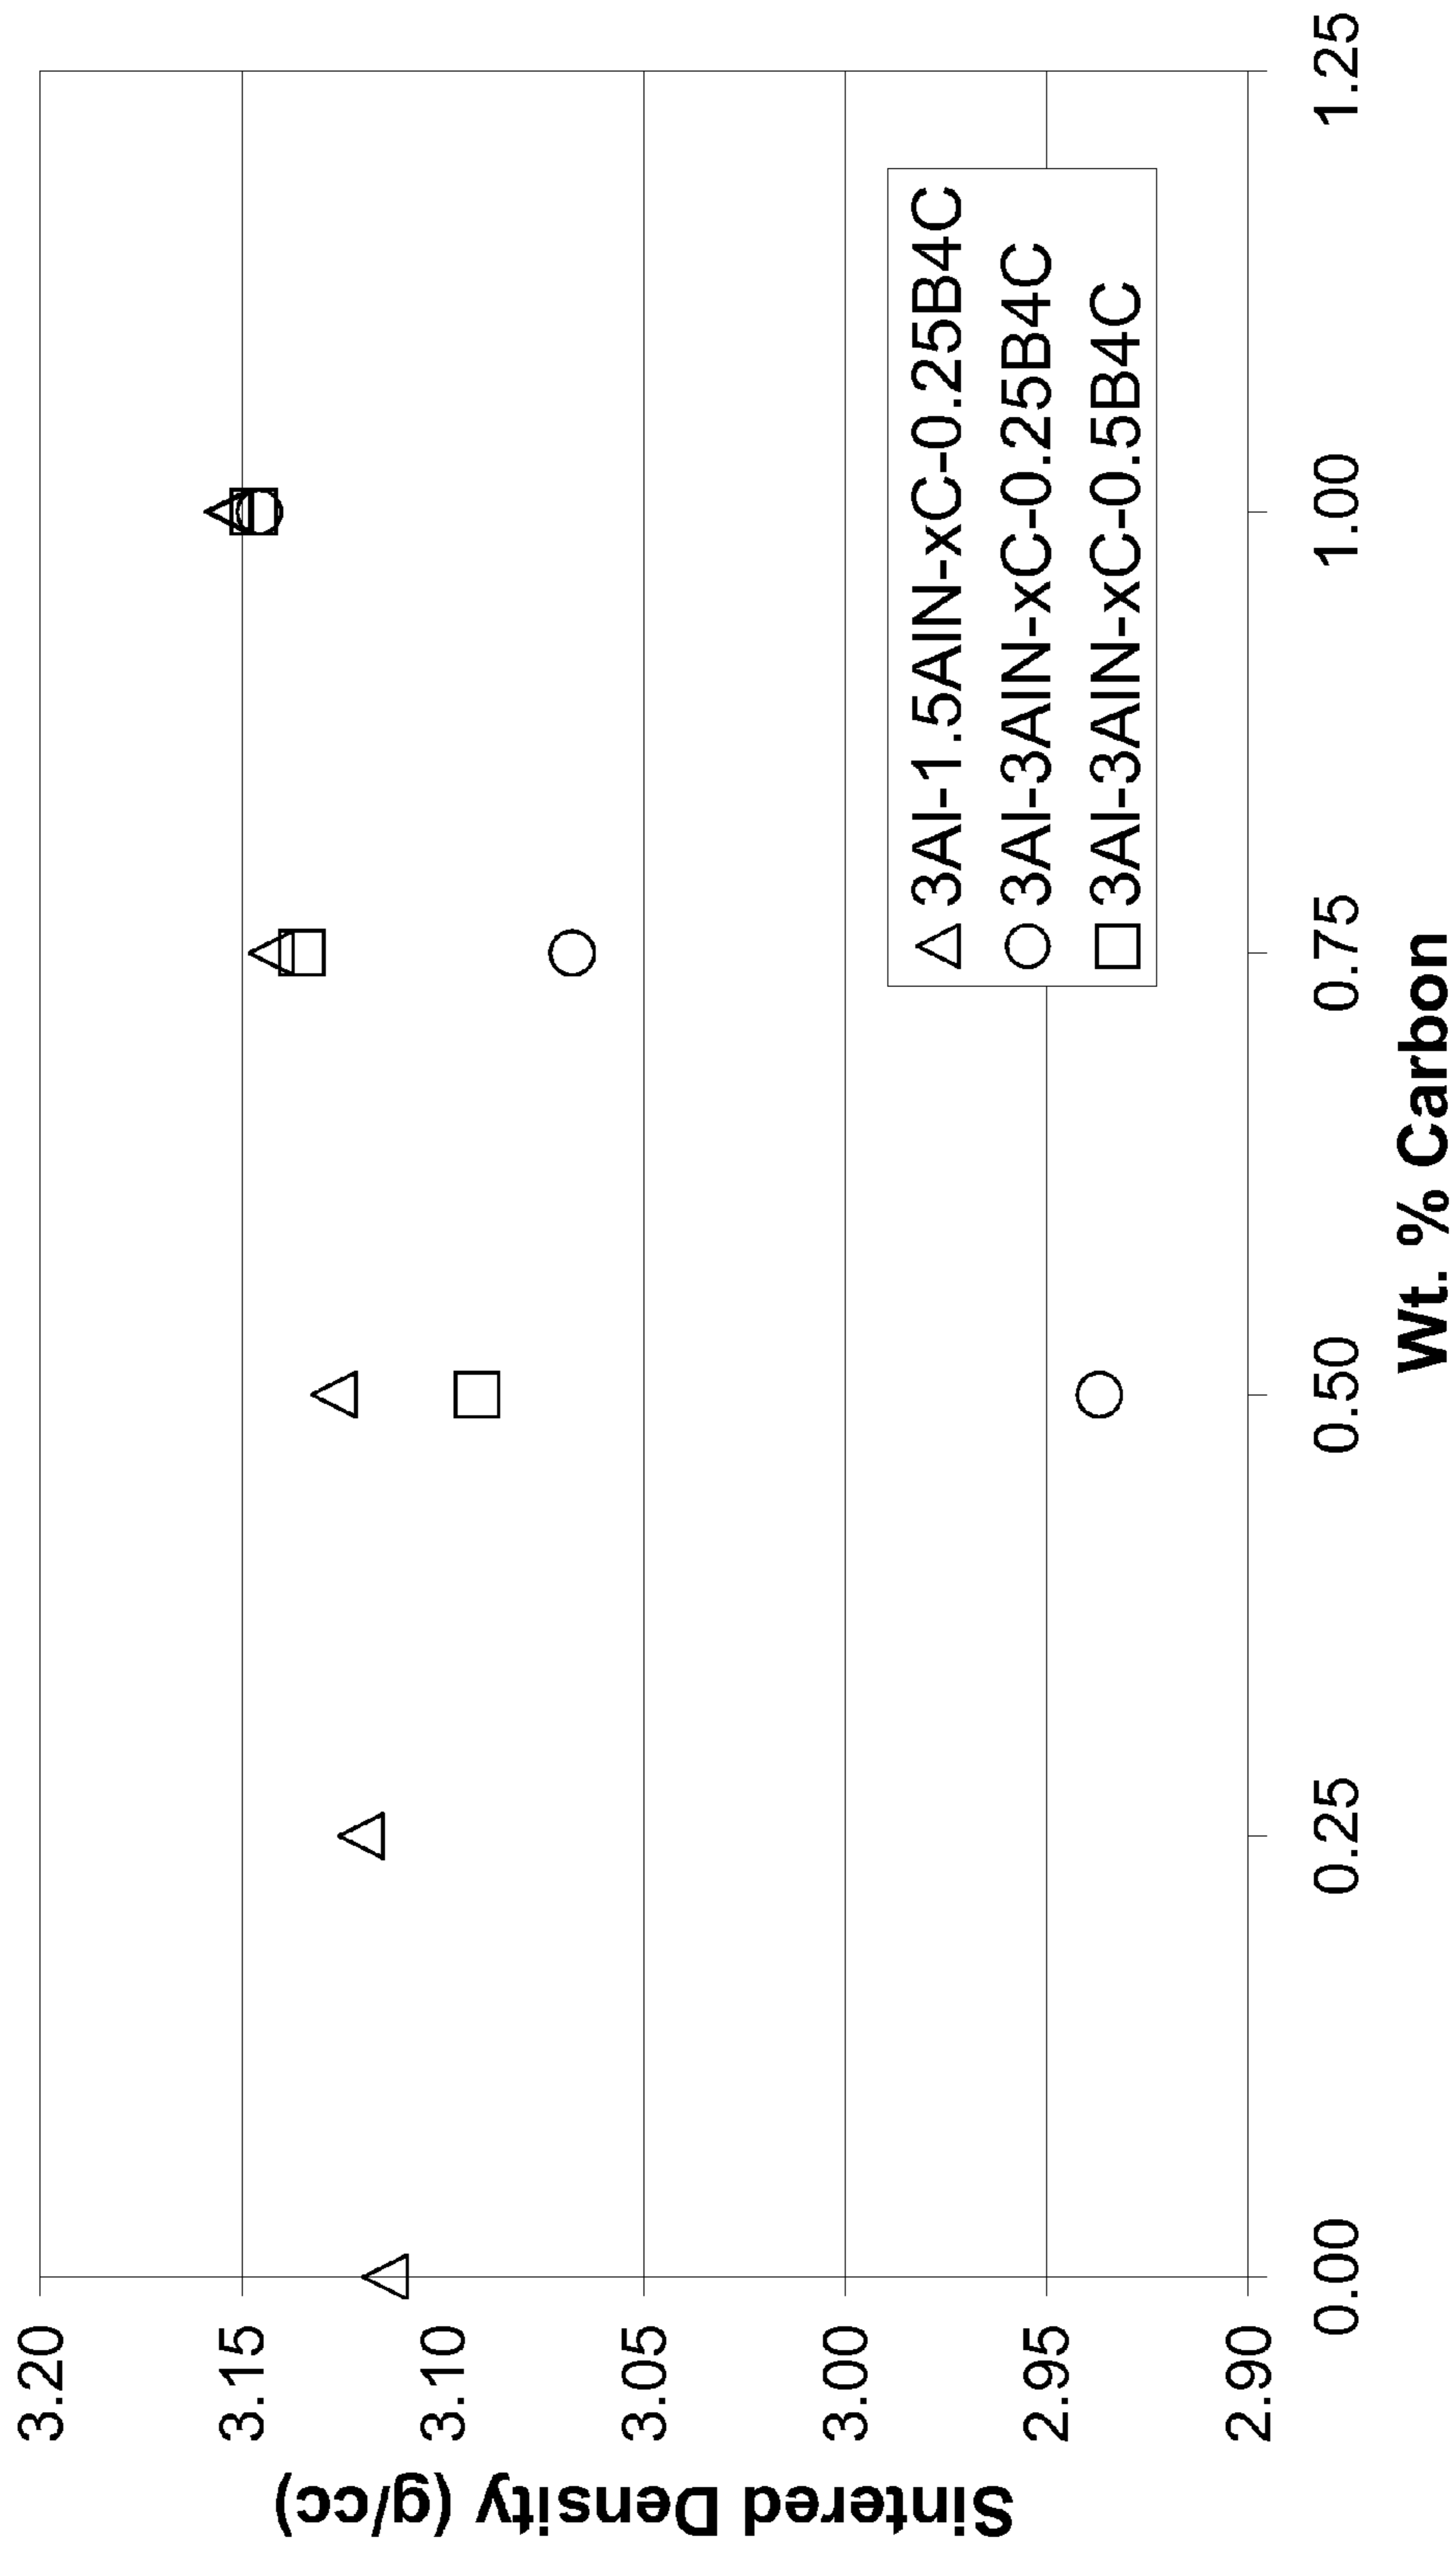 Sintered Density (g/cc)
3.20
3.15
3.10
3.05
3.00
2.95
2.90
3Al-1.5AlN-xC-0.25B4C
3Al-3AlN-xC-0.25B4C
3Al-3AlN-xC-0.5B4C
0.00
0.25
0.50
0.75
1.00
1.25
Wt. % Carbon